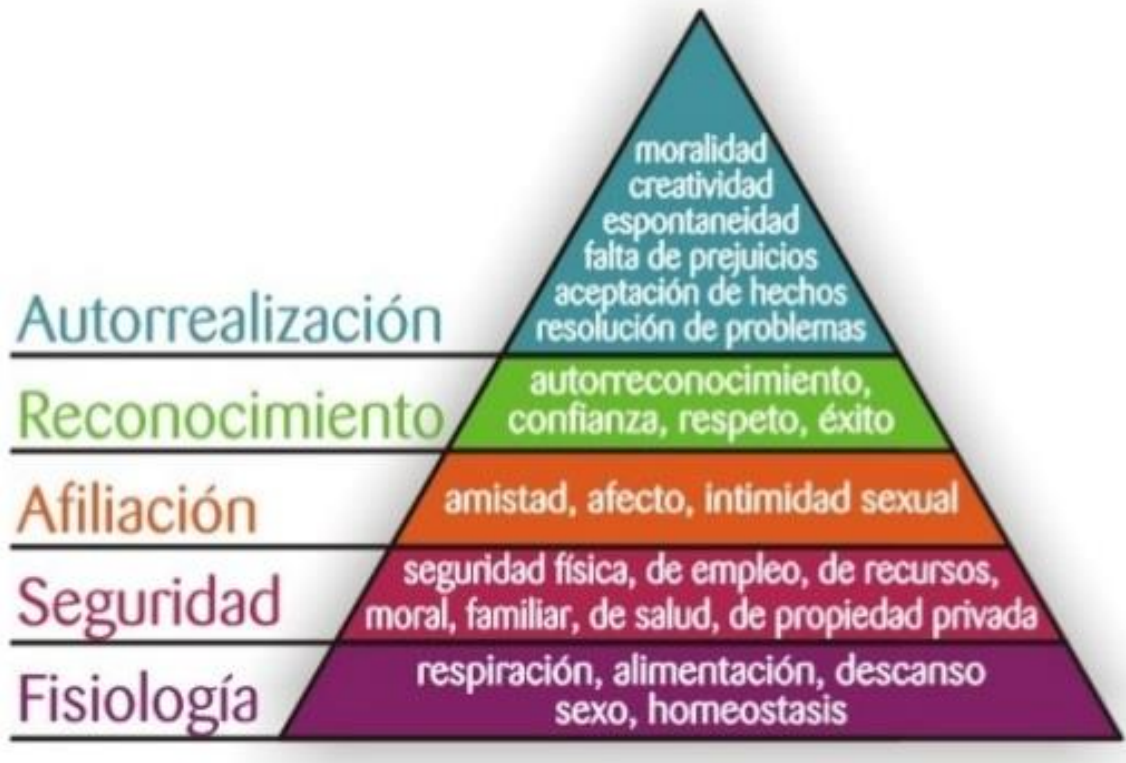 moralidad
creatividad
espontaneidad
falta de prejuicios
aceptación de hechos
resolución de problemas
Autorrealización
autorreconocimiento,
confianza, respeto, éxito
Reconocimiento
amistad, afecto, intimidad sexual
Afiliación
seguridad física, de empleo, de recursos,
moral, familiar, de salud, de propiedad privada
Seguridad
respiración, alimentación, descanso
sexo, homeostasis
Fisiología